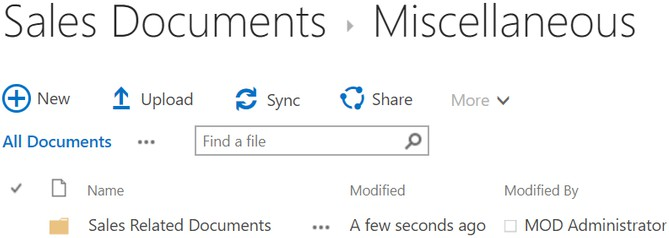 Sales Documents ▸ Miscellaneous
New Upload Sync Share More
All Documents ... Find a file
Name Modified Modified By
Sales Related Documents ... A few seconds ago MOD Administrator